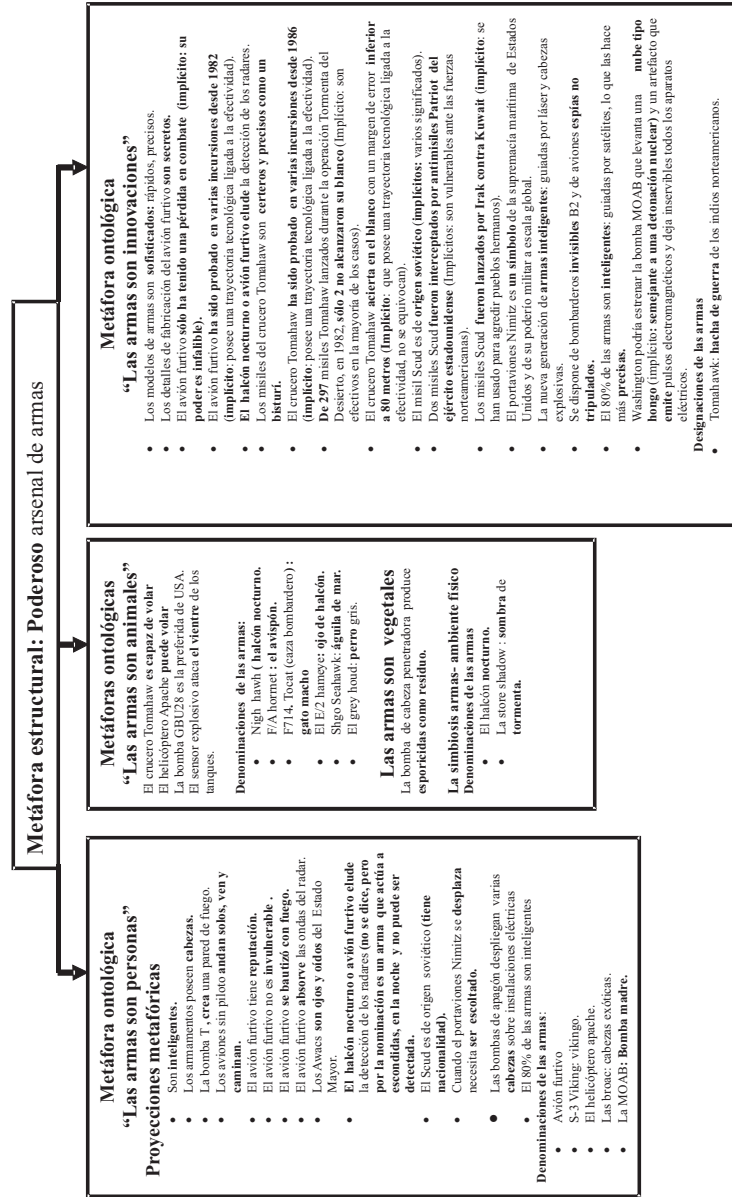 Metáfora estructural: Poderoso arsenal de armas
Metáfora ontológica
“Las armas son personas”
Proyecciones metafóricas
• Son inteligentes.
• Los armamentos poseen cabezas.
• La bomba T , crea una pared de fuego.
• Los aviones sin piloto andan solos, ven y
caminan.
• El avión furtivo tiene reputación.
• El avión furtivo no es invulnerable .
• El avión furtivo se bautizó con fuego.
• El avión furtivo absorve las ondas del radar.
• Los Awacs son ojos y oídos del Estado
Mayor.
• El halcón nocturno o avión furtivo elude
la detección de los radares (no se dice, pero
por la nominación es un arma que actúa a
escondidas, en la noche y no puede ser
detectada.
• El Scud es de origen soviético (tiene
nacionalidad).
• Cuando el portaviones Nimitz se desplaza
necesita ser escoltado.
• Las bombas de apagón despliegan varias
cabezas sobre instalaciones eléctricas
• El 80% de las armas son inteligentes
Denominaciones de las armas:
• Avión furtivo
• S-3 Viking: vikingo.
• El helicóptero apache.
• Las broac: cabezas exóticas.
• La MOAB: Bomba madre.
Metáforas ontológicas
“Las armas son animales”
El crucero Tomahaw es capaz de volar
El helicóptero Apache puede volar
La bomba GBU28 es la preferida de USA.
El sensor explosivo ataca el vientre de los
tanques.
Denominaciones de las armas:
• Nigh hawh ( halcón nocturno.
• F/A hornet : el avispón.
• F714, Tocat (caza bombardero) :
gato macho
• El E/2 hameye: ojo de halcón.
• Shgo Seahawk: águila de mar.
• El grey houd: perro gris.
Las armas son vegetales
La bomba de cabeza penetradora produce
esporicidas como residuo.
La simbiosis armas- ambiente físico
Denominaciones de las armas
• El halcón nocturno.
• La store shadow : sombra de
tormenta.
Metáfora ontológica
“Las armas son innovaciones”
• Los modelos de armas son sofisticados: rápidos, precisos.
• Los detalles de fabricación del avión furtivo son secretos.
• El avión furtivo sólo ha tenido una pérdida en combate (implícito: su
poder es infalible).
• El avión furtivo ha sido probado en varias incursiones desde 1982
(implícito: posee una trayectoria tecnológica ligada a la efectividad).
• El halcón nocturno o avión furtivo elude la detección de los radares.
• Los misiles del crucero Tomahaw son certeros y precisos como un
bisturí.
• El crucero Tomahaw ha sido probado en varias incursiones desde 1986
(implícito: posee una trayectoria tecnológica ligada a la efectividad).
• De 297 misiles Tomahaw lanzados durante la operación Tormenta del
Desierto, en 1982, sólo 2 no alcanzaron su blanco (Implícito: son
efectivos en la mayoría de los casos).
• El crucero Tomahaw acierta en el blanco con un margen de error inferior
a 80 metros (Implícito: que posee una trayectoria tecnológica ligada a la
efectividad, no se equivocan).
• El misil Scud es de origen soviético (implícitos: varios significados).
• Dos misiles Scud fueron interceptados por antimisiles Patriot del
ejército estadounidense (Implícitos: son vulnerables ante las fuerzas
norteamericanas).
• Los misiles Scud fueron lanzados por Irak contra Kuwait (implícito: se
han usado para agredir pueblos hermanos).
• El portaviones Nimitz es un símbolo de la supremacía marítima de Estados
Unidos y de su poderío militar a escala global.
• La nueva generación de armas inteligentes: guiadas por láser y cabezas
explosivas.
• Se dispone de bombarderos invisibles B2 y de aviones espías no
tripulados.
• El 80% de las armas son inteligentes: guiadas por satélites, lo que las hace
más precisas.
• Washington podría estrenar la bomba MOAB que levanta una nube tipo
hongo (implícito: semejante a una detonación nuclear) y un artefacto que
emite pulsos electromagnéticos y deja inservibles todos los aparatos
eléctricos.
Designaciones de las armas
• Tomahawk: hacha de guerra de los indios norteamericanos.